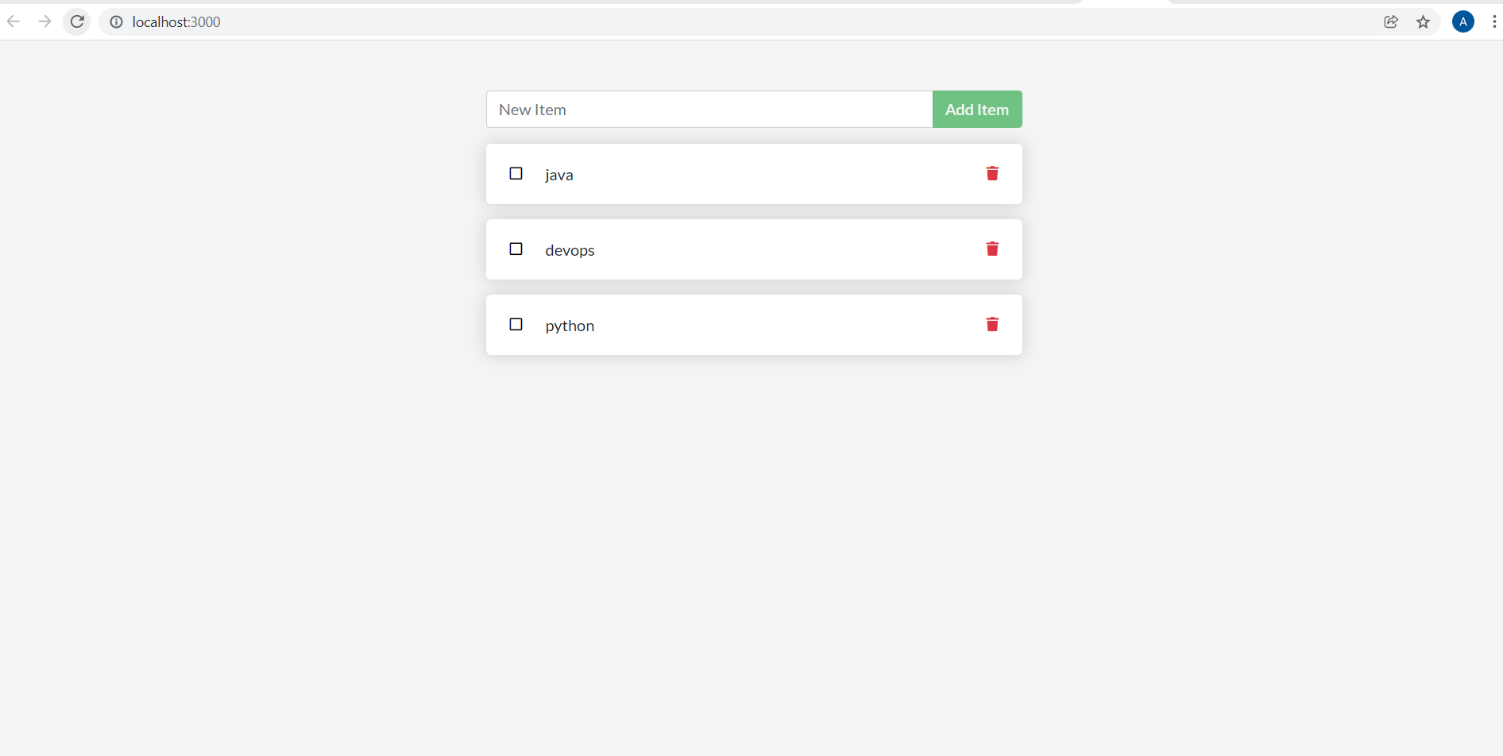 localhost:3000
A
New Item
Add Item
java
devops
python